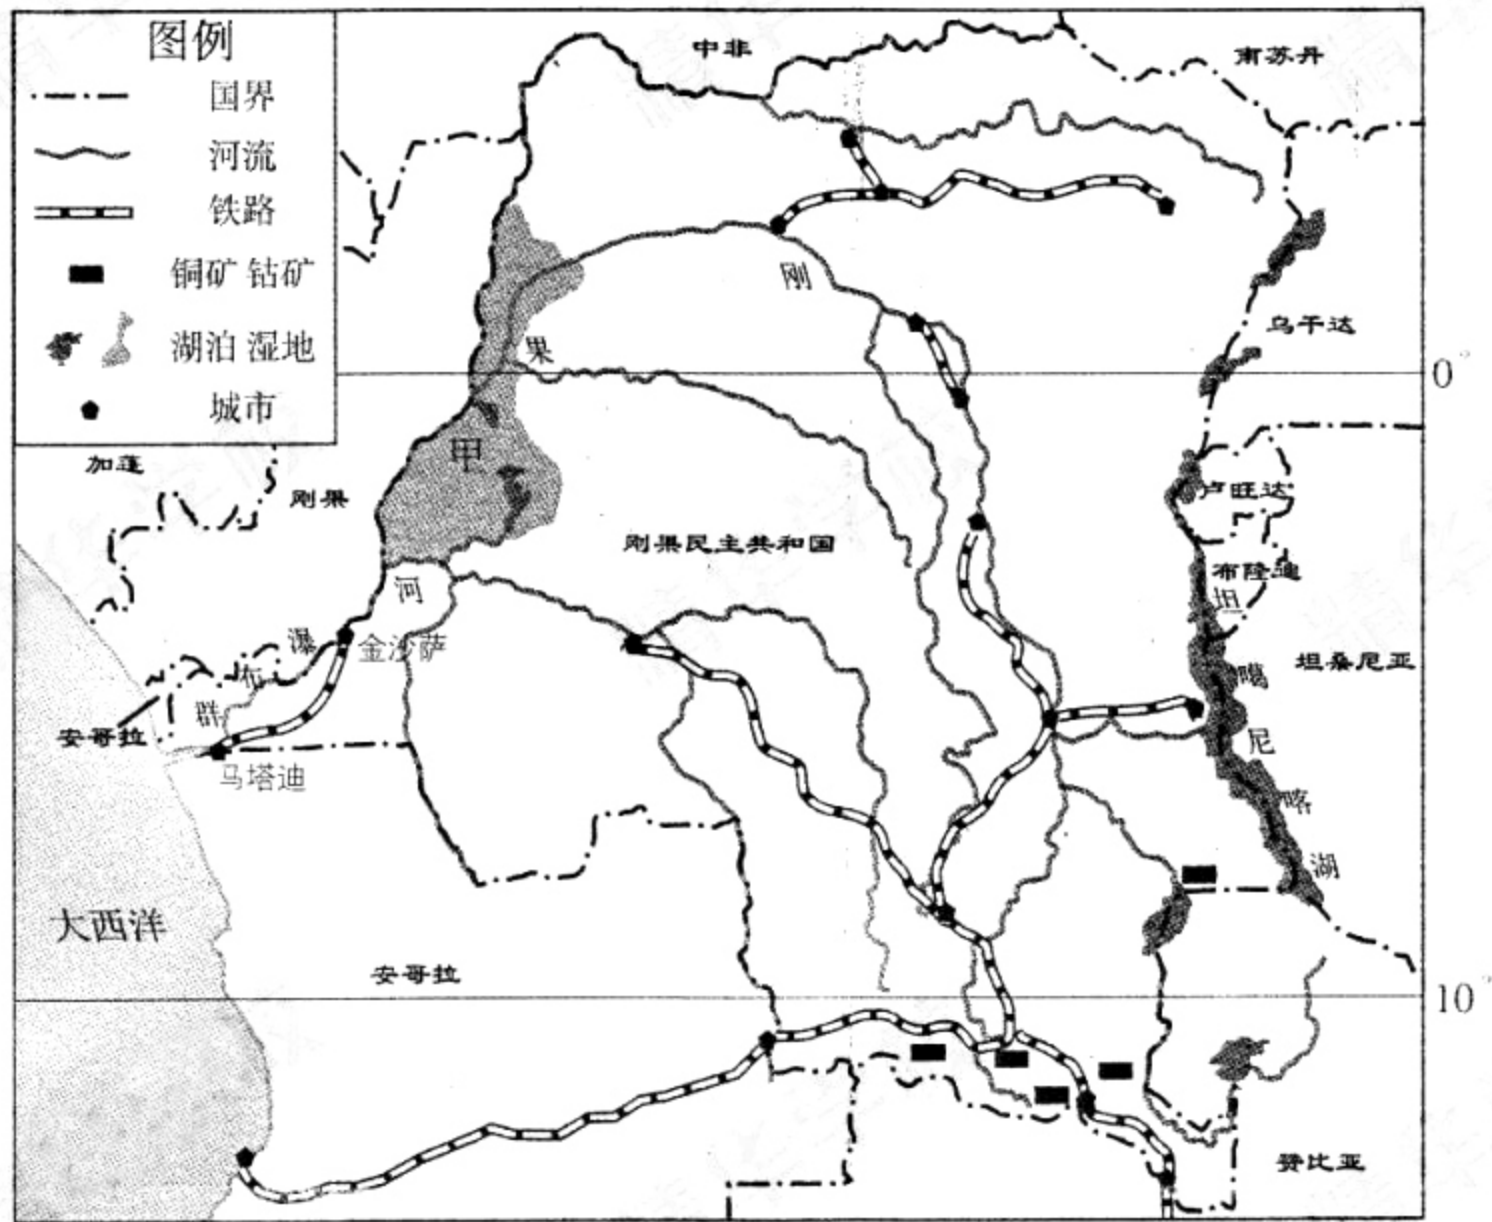 图例
国界
河流
铁路
铜矿 钴矿
湖泊 湿地
城市
中非
南苏丹
刚
乌干达
果
0°
甲
加蓬
刚果
卢旺达
刚果民主共和国
布隆迪
河
坦
瀑
金沙萨
坦桑尼亚
布
噶
群
安哥拉
尼
马塔迪
喀
湖
大西洋
安哥拉
10°
赞比亚